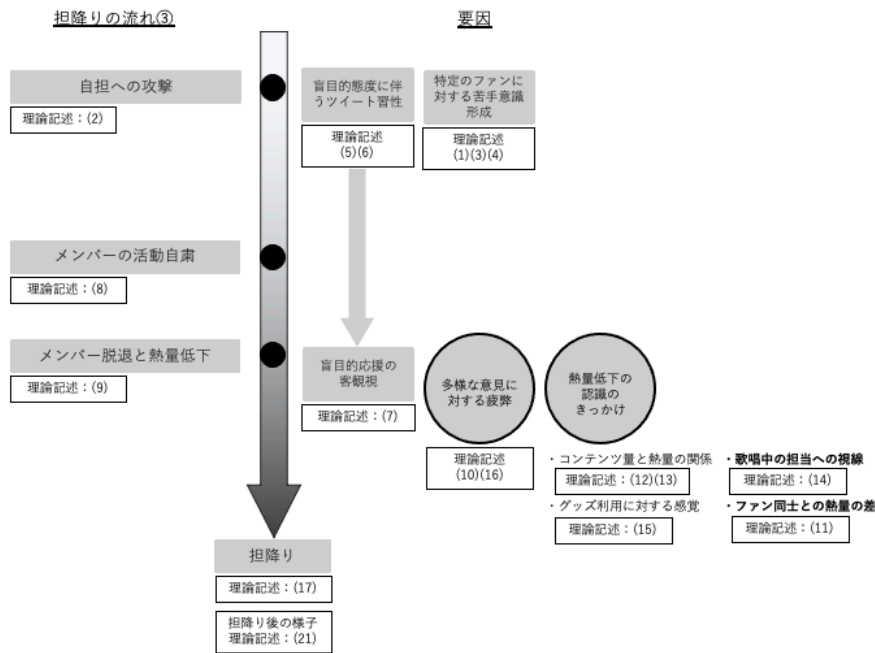 担降りの流れ③
要因
自担への攻撃
理論記述：(2)
盲目的態度に伴
うツイート習性
理論記述
(5)(6)
特定のファンに
対する苦手意識
形成
理論記述
(1)(3)(4)
メンバーの活動自粛
理論記述：(8)
メンバー脱退と熱量低下
理論記述：(9)
盲目的応援の
客観視
理論記述：(7)
多様な意見に
対する疲弊
理論記述
(10)(16)
熱量低下の
認識の
きっかけ
・コンテンツ量と熱量の関係
理論記述：(12)(13)
・歌唱中の担当への視線
理論記述：(14)
・グッズ利用に対する感覚
理論記述：(15)
・ファン同士との熱量の差
理論記述：(11)
担降り
理論記述：(17)
担降り後の様子
理論記述：(21)